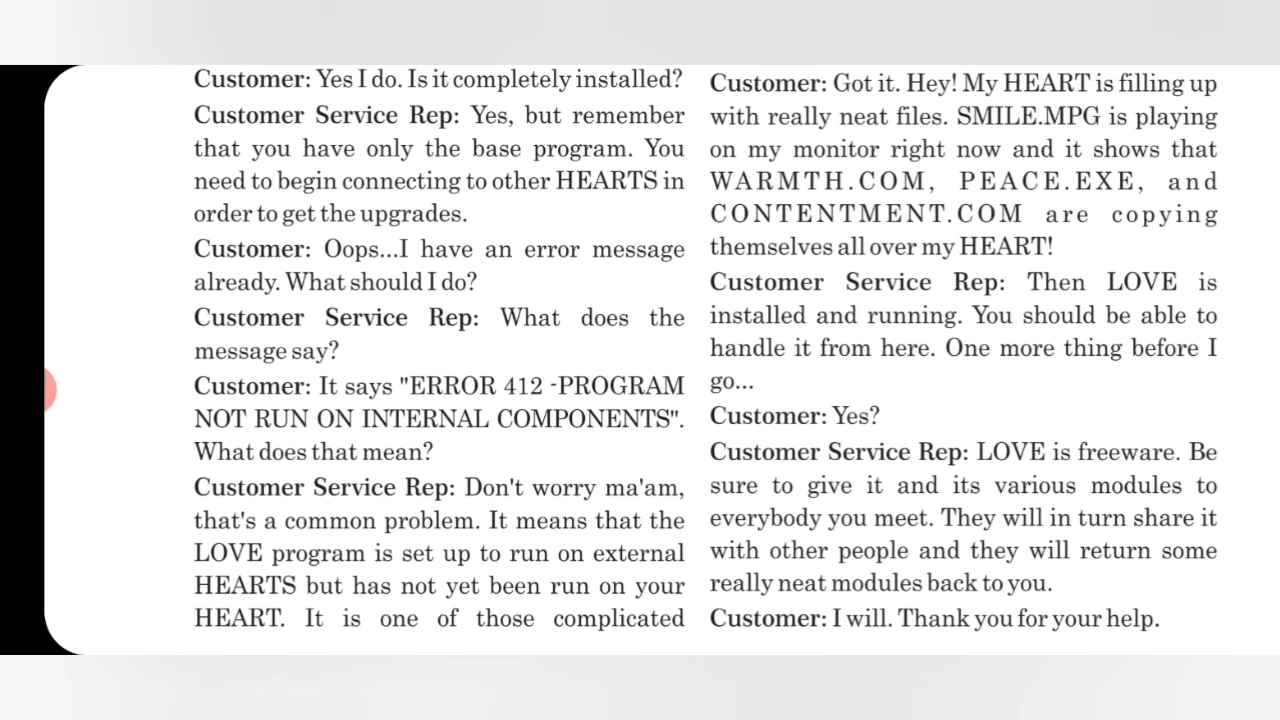 Customer: Yes I do. Is it completely installed?
Customer Service Rep: Yes, but remember
that you have only the base program. You
need to begin connecting to other HEARTS in
order to get the upgrades.
Customer: Oops...I have an error message
already. What should I do?
Customer Service Rep: What does the
message say?
Customer: It says "ERROR 412 -PROGRAM
NOT RUN ON INTERNAL COMPONENTS".
What does that mean?
Customer Service Rep: Don't worry ma'am,
that's a common problem. It means that the
LOVE program is set up to run on external
HEARTS but has not yet been run on your
HEART. It is one of those complicated
Customer: Got it. Hey! My HEART is filling up
with really neat files. SMILE.MPG is playing
on my monitor right now and it shows that
WARMTH.COM, PEACE.EXE, and
CONTENTMENT.COM are copying
themselves all over my HEART!
Customer Service Rep: Then LOVE is
installed and running. You should be able to
handle it from here. One more thing before I
go...
Customer: Yes?
Customer Service Rep: LOVE is freeware. Be
sure to give it and its various modules to
everybody you meet. They will in turn share it
with other people and they will return some
really neat modules back to you.
Customer: I will. Thank you for your help.